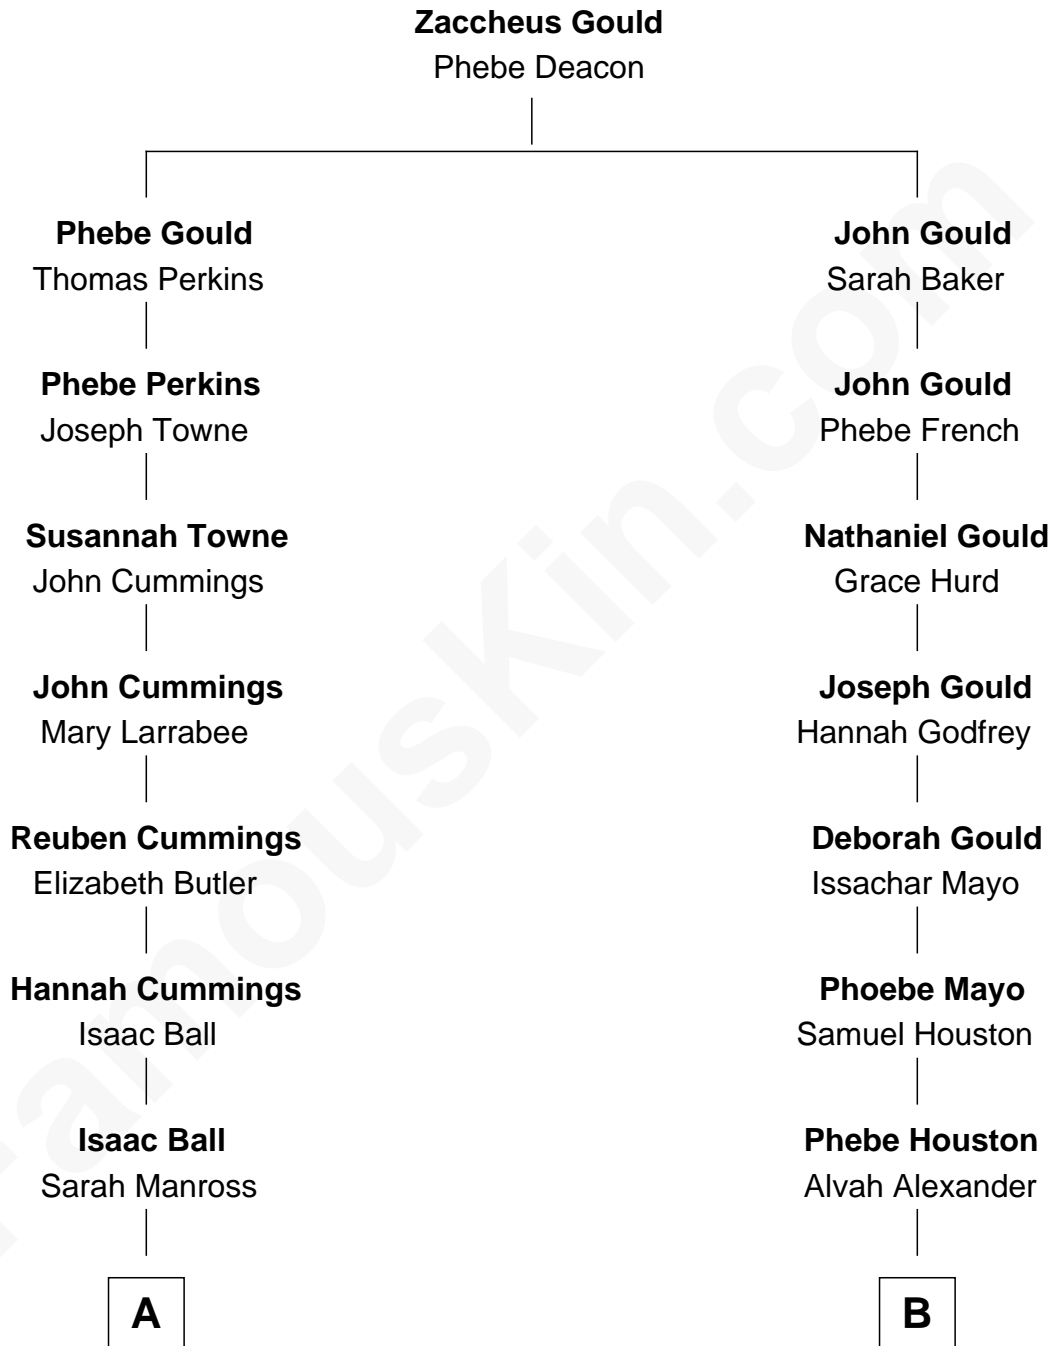 Zaccheus Gould
Phebe Deacon
Phebe Gould
Thomas Perkins
John Gould
Sarah Baker
Phebe Perkins
Joseph Towne
John Gould
Phebe French
Susannah Towne
John Cummings
Nathaniel Gould
Grace Hurd
John Cummings
Mary Larrabee
Joseph Gould
Hannah Godfrey
Reuben Cummings
Elizabeth Butler
Deborah Gould
Issachar Mayo
Hannah Cummings
Isaac Ball
Phoebe Mayo
Samuel Houston
Isaac Ball
Sarah Manross
Phebe Houston
Alvah Alexander
A
B
FamousKin.com